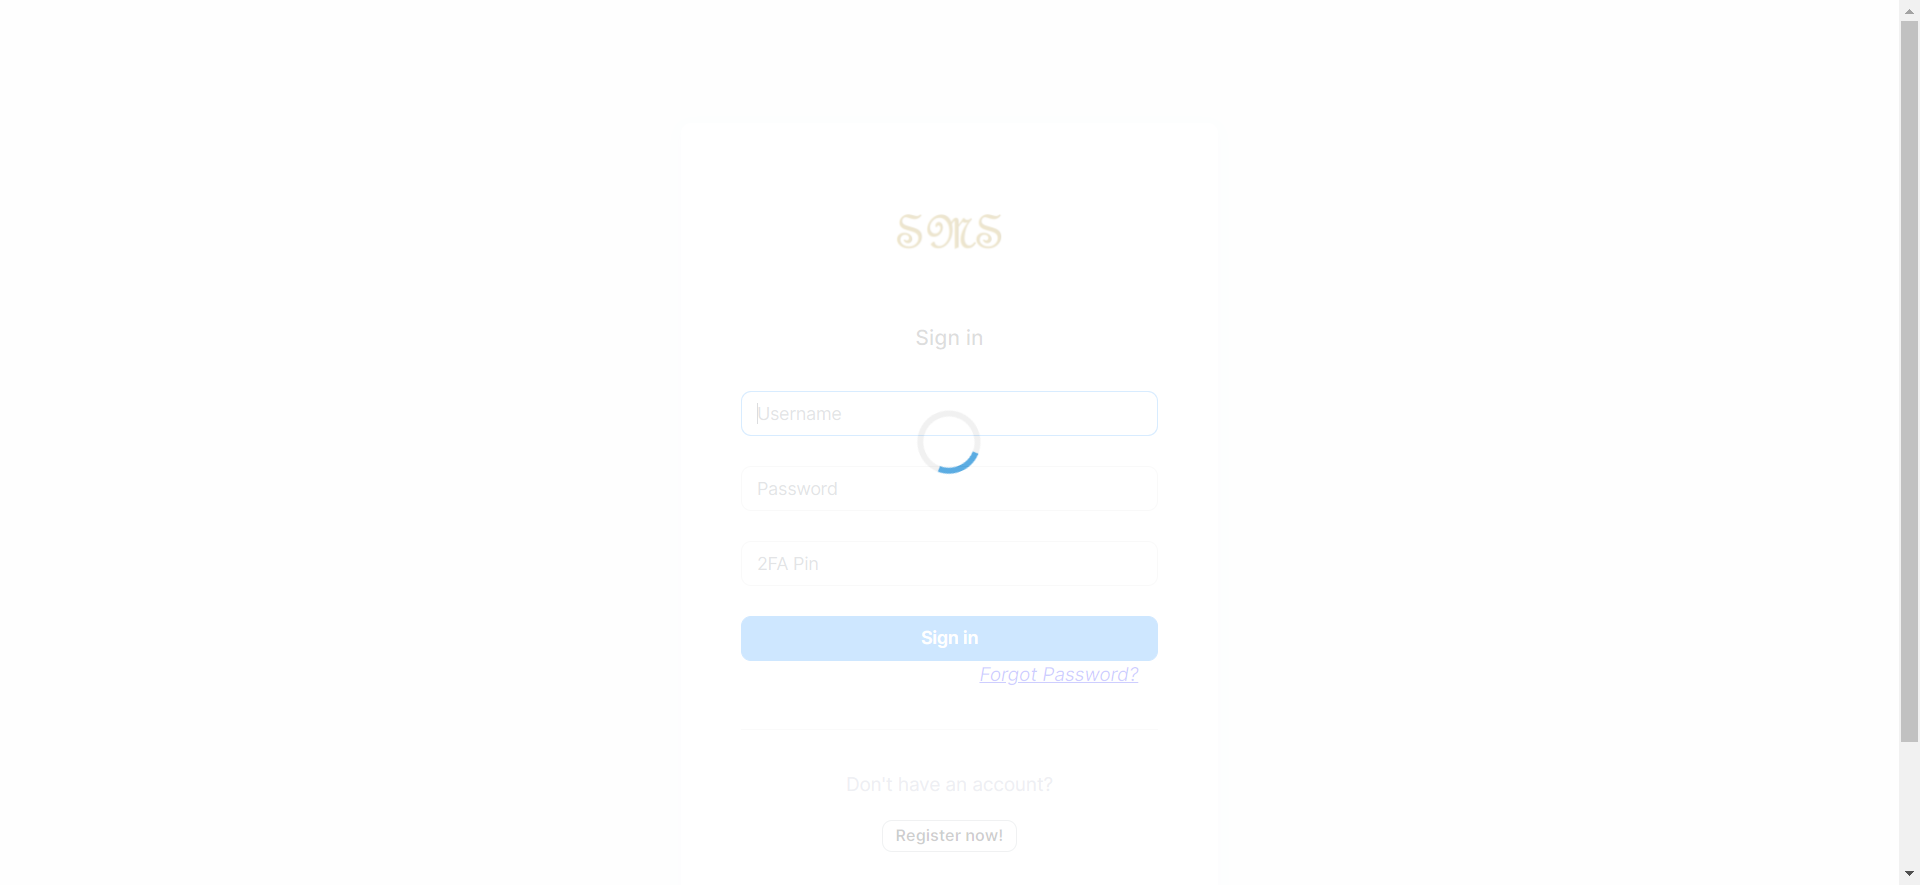 SMS
Sign in
Username
Password
2FA Pin
Sign in
Forgot Password?
Don't have an account?
Register now!